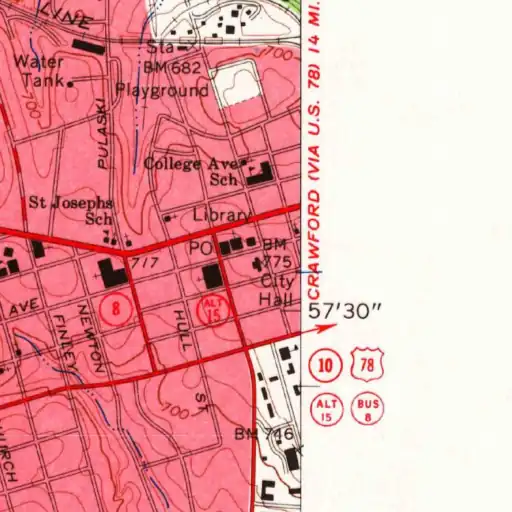 LYNE
Sta
BM 682
700
Water
Tank
Playground
700
PULASKI
CRAWFORD (VIA U.S. 78) 14 MI.
College Ave
Sch
St Josephs
Sch
Library
PO
BM
775
717
City
Hall
AVE
8
ALT
15
57'30"
NEWTON
FINLEY
HULL
ST
10
78
ALT
15
BUS
8
700
BM 746